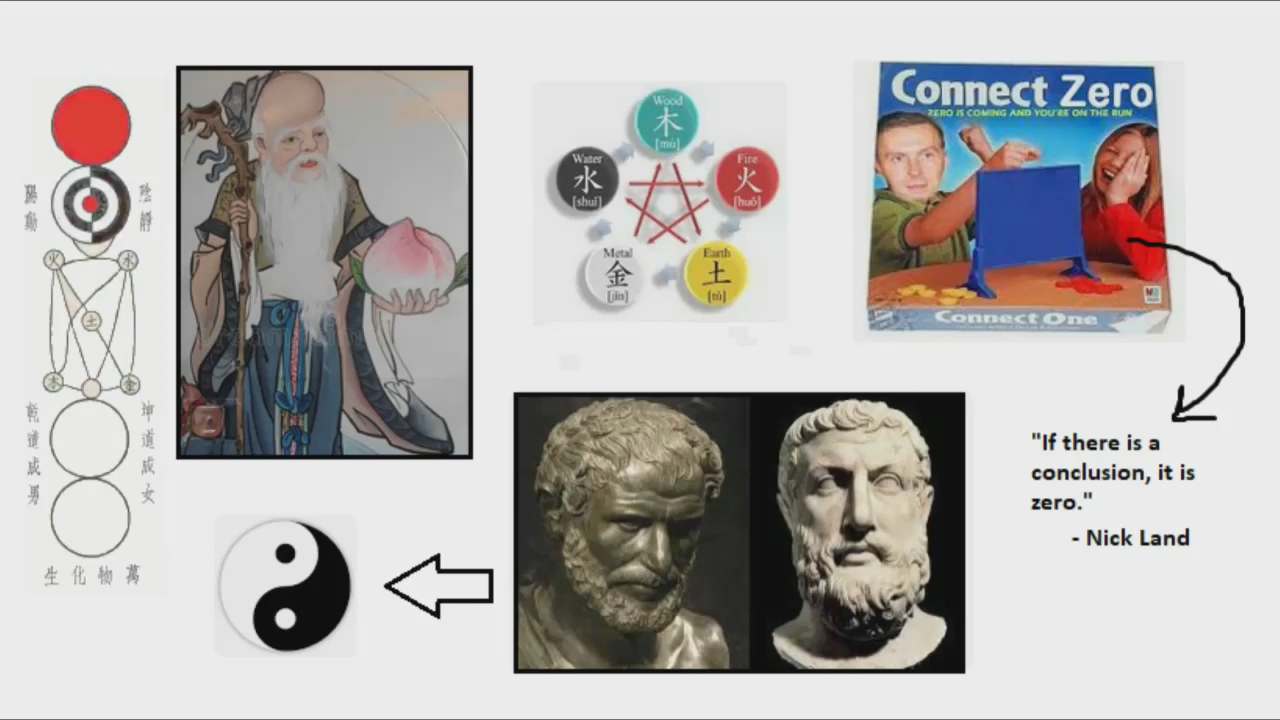 陽動
陰靜
火
水
土
木
金
乾道成男
坤道成女
生化物萬
Wood
木
[mù]
Water
水
[shuǐ]
Fire
火
[huǒ]
Metal
金
[jīn]
Earth
土
[tǔ]
Connect Zero
ZERO IS COMING AND YOU'RE ON THE RUN
Connect One
"If there is a
conclusion, it is
zero."
- Nick Land